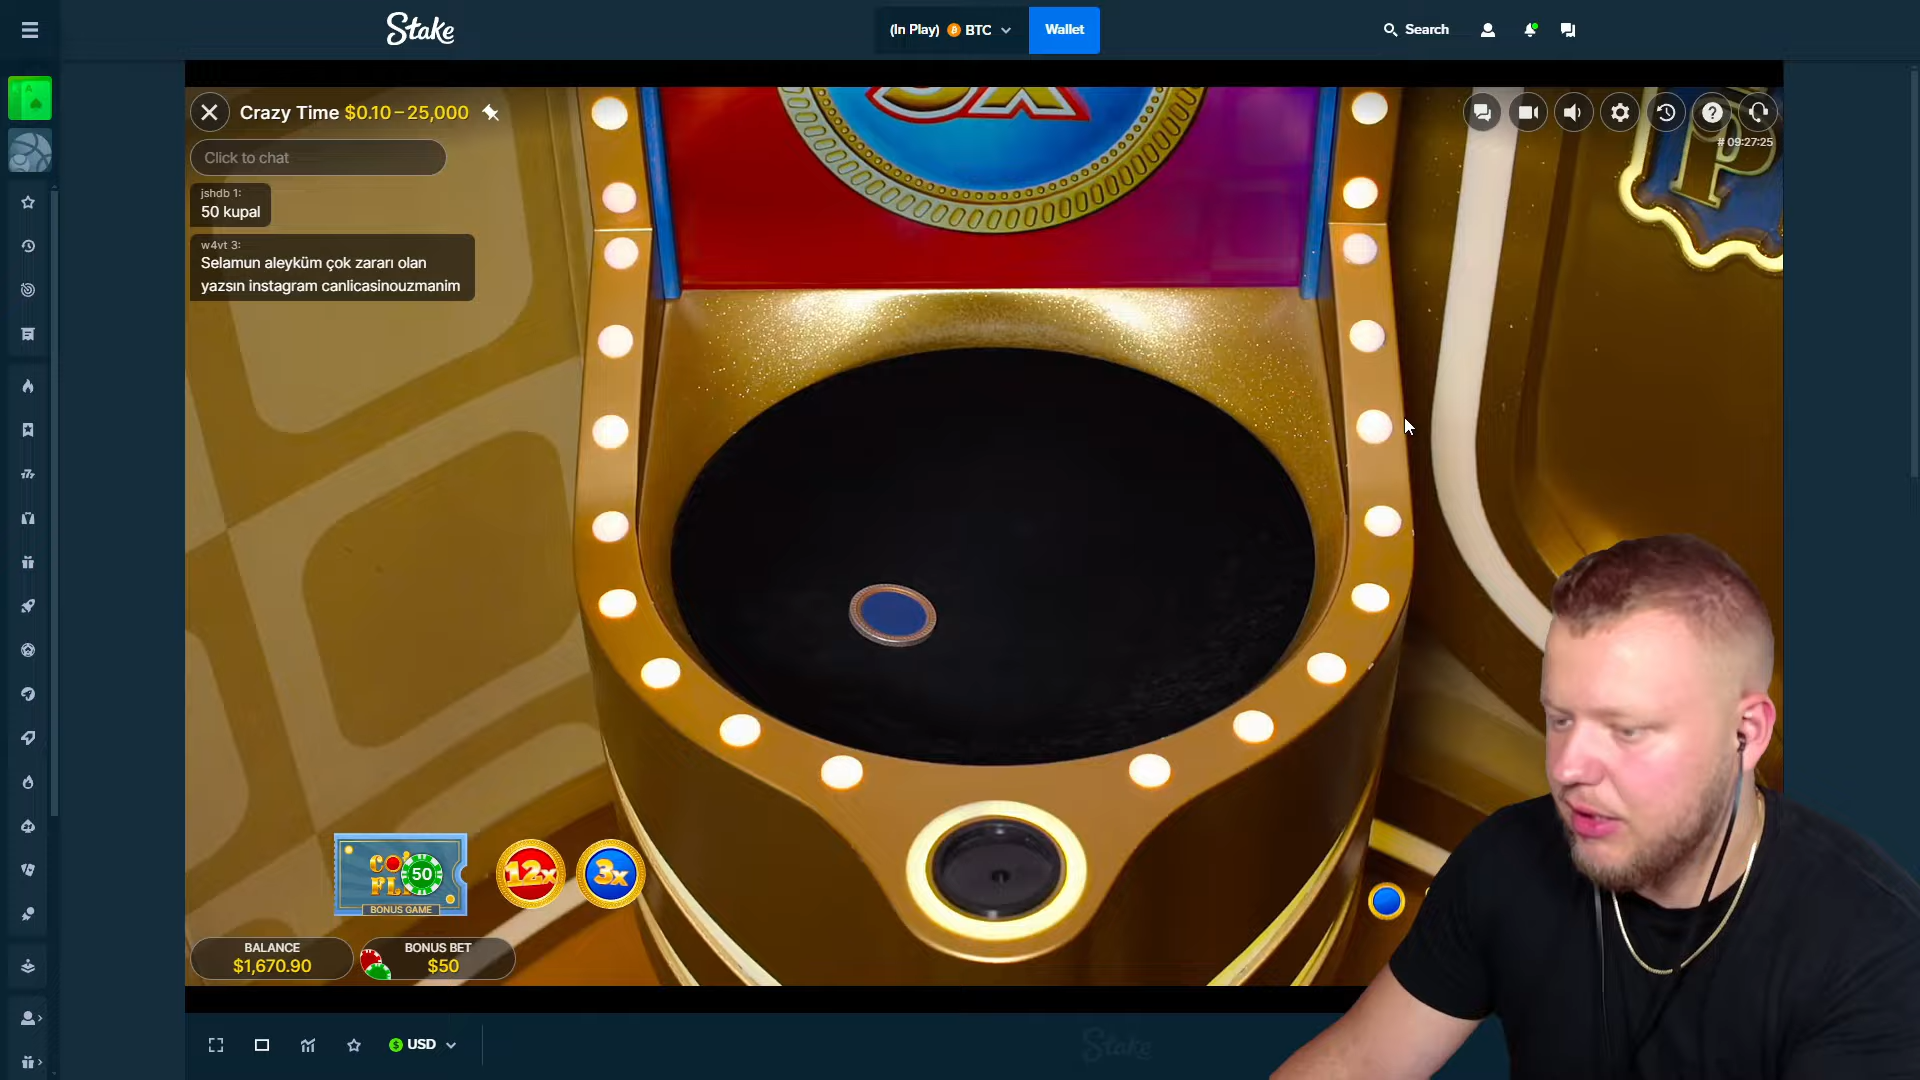 Stake
(In Play) BTC
Wallet
Search
3x
Crazy Time $0.10 – 25,000
Click to chat
# 09:27:25
jshdb 1:
50 kupal
w4vt 3:
Selamun aleyküm çok zararı olan
yazsın instagram canlicasinouzmanim
P
50
12x
3x
BONUS GAME
BALANCE
$1,670.90
BONUS BET
$50
USD
Stake